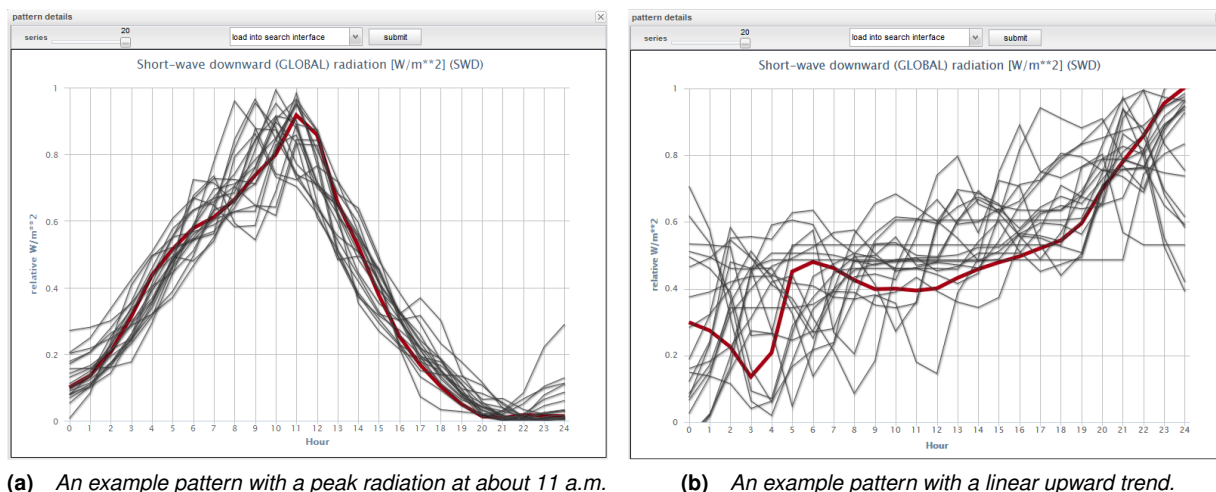 pattern details
series 20 load into search interface submit
Short-wave downward (GLOBAL) radiation [W/m**2] (SWD)
1
0.8
0.6
0.4
0.2
0
relative W/m**2
0 1 2 3 4 5 6 7 8 9 10 11 12 13 14 15 16 17 18 19 20 21 22 23 24
Hour
(a) An example pattern with a peak radiation at about 11 a.m.
pattern details
series 20 load into search interface submit
Short-wave downward (GLOBAL) radiation [W/m**2] (SWD)
1
0.8
0.6
0.4
0.2
0
relative W/m**2
0 1 2 3 4 5 6 7 8 9 10 11 12 13 14 15 16 17 18 19 20 21 22 23 24
Hour
(b) An example pattern with a linear upward trend.